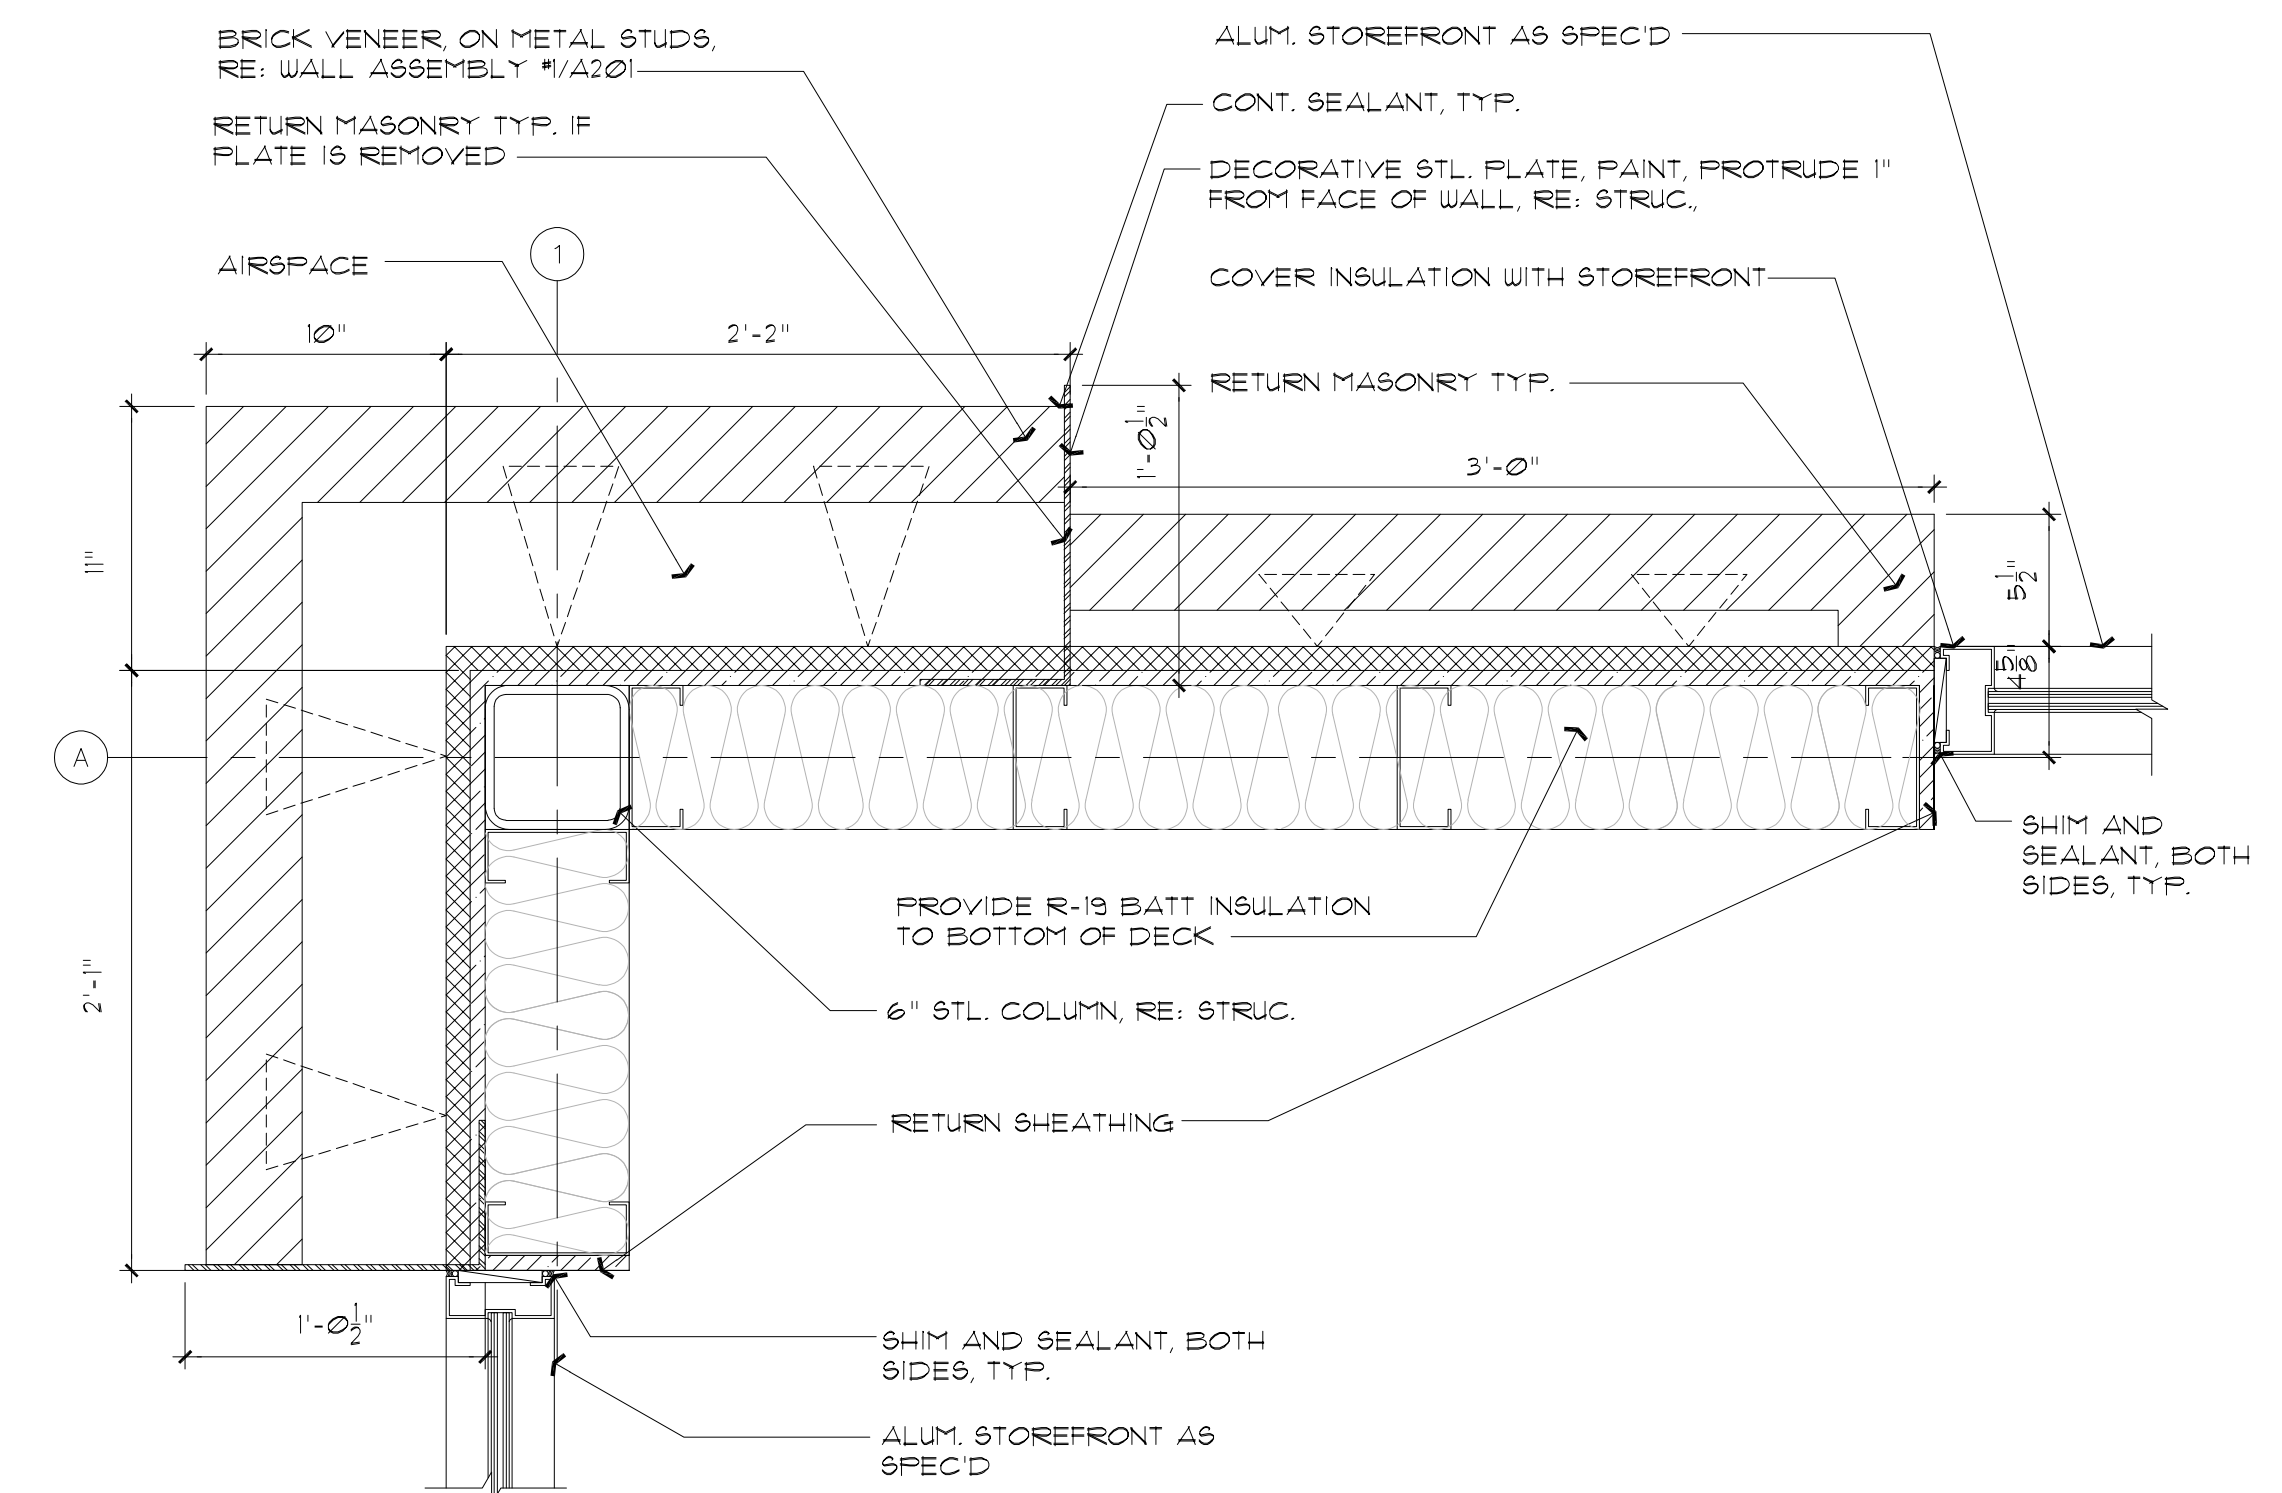 BRICK VENEER, ON METAL STUDS,
RE: WALL ASSEMBLY #1/A201
RETURN MASONRY TYP. IF
PLATE IS REMOVED
AIRSPACE
1
ALUM. STOREFRONT AS SPEC'D
CONT. SEALANT, TYP.
DECORATIVE STL. PLATE, PAINT, PROTRUDE 1"
FROM FACE OF WALL, RE: STRUC.,
COVER INSULATION WITH STOREFRONT
10"
2'-2"
RETURN MASONRY TYP.
1'-0 1/2"
3'-0"
11"
5 1/2"
4 5/8"
A
SHIM AND
SEALANT, BOTH
SIDES, TYP.
PROVIDE R-19 BATT INSULATION
TO BOTTOM OF DECK
2'-1"
6" STL. COLUMN, RE: STRUC.
RETURN SHEATHING
1'-0 1/2"
SHIM AND SEALANT, BOTH
SIDES, TYP.
ALUM. STOREFRONT AS
SPEC'D